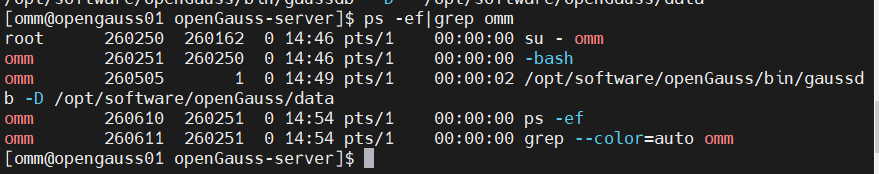 /opt/software/openGauss/bin/gaussdb -D /opt/software/openGauss/data
[omm@opengauss01 openGauss-server]$ ps -ef|grep omm
root      260250  260162  0 14:46 pts/1    00:00:00 su - omm
omm       260251  260250  0 14:46 pts/1    00:00:00 -bash
omm       260505       1  0 14:49 pts/1    00:00:02 /opt/software/openGauss/bin/gaussd
b -D /opt/software/openGauss/data
omm       260610  260251  0 14:54 pts/1    00:00:00 ps -ef
omm       260611  260251  0 14:54 pts/1    00:00:00 grep --color=auto omm
[omm@opengauss01 openGauss-server]$